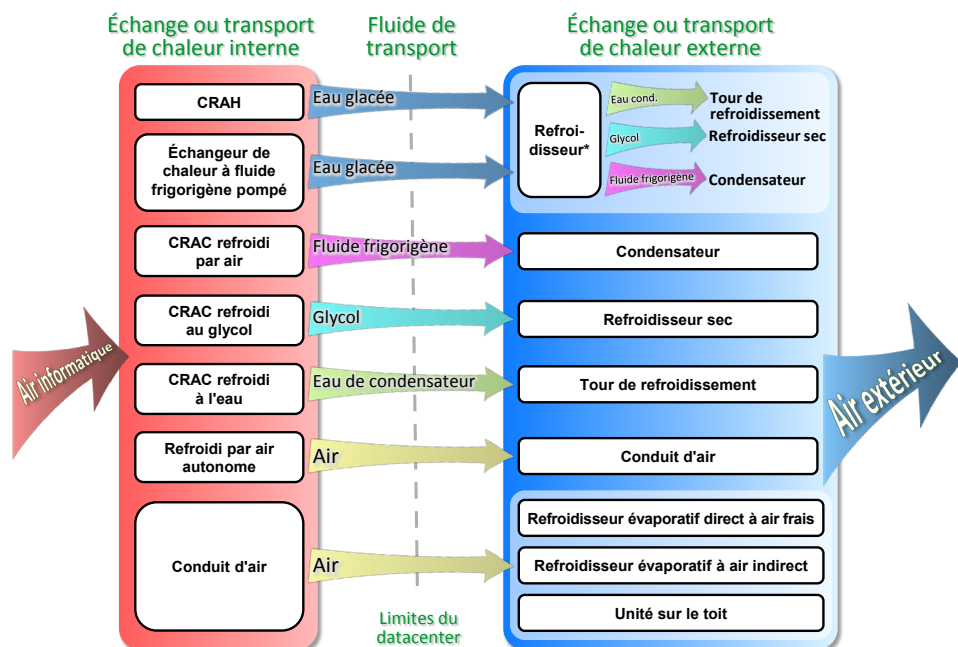 Échange ou transport
de chaleur interne
Fluide de
transport
Échange ou transport
de chaleur externe
CRAH
Eau glacée
Refroi-
disseur*
Eau cond.
Tour de
refroidissement
Glycol
Refroidisseur sec
Fluide frigorigène
Condensateur
Échangeur de
chaleur à fluide
frigorigène pompé
Eau glacée
CRAC refroidi
par air
Fluide frigorigène
Condensateur
CRAC refroidi
au glycol
Glycol
Refroidisseur sec
Air informatique
Air extérieur
CRAC refroidi
à l'eau
Eau de condensateur
Tour de refroidissement
Refroidi par air
autonome
Air
Conduit d'air
Conduit d'air
Air
Refroidisseur évaporatif direct à air frais
Refroidisseur évaporatif à air indirect
Unité sur le toit
Limites du
datacenter